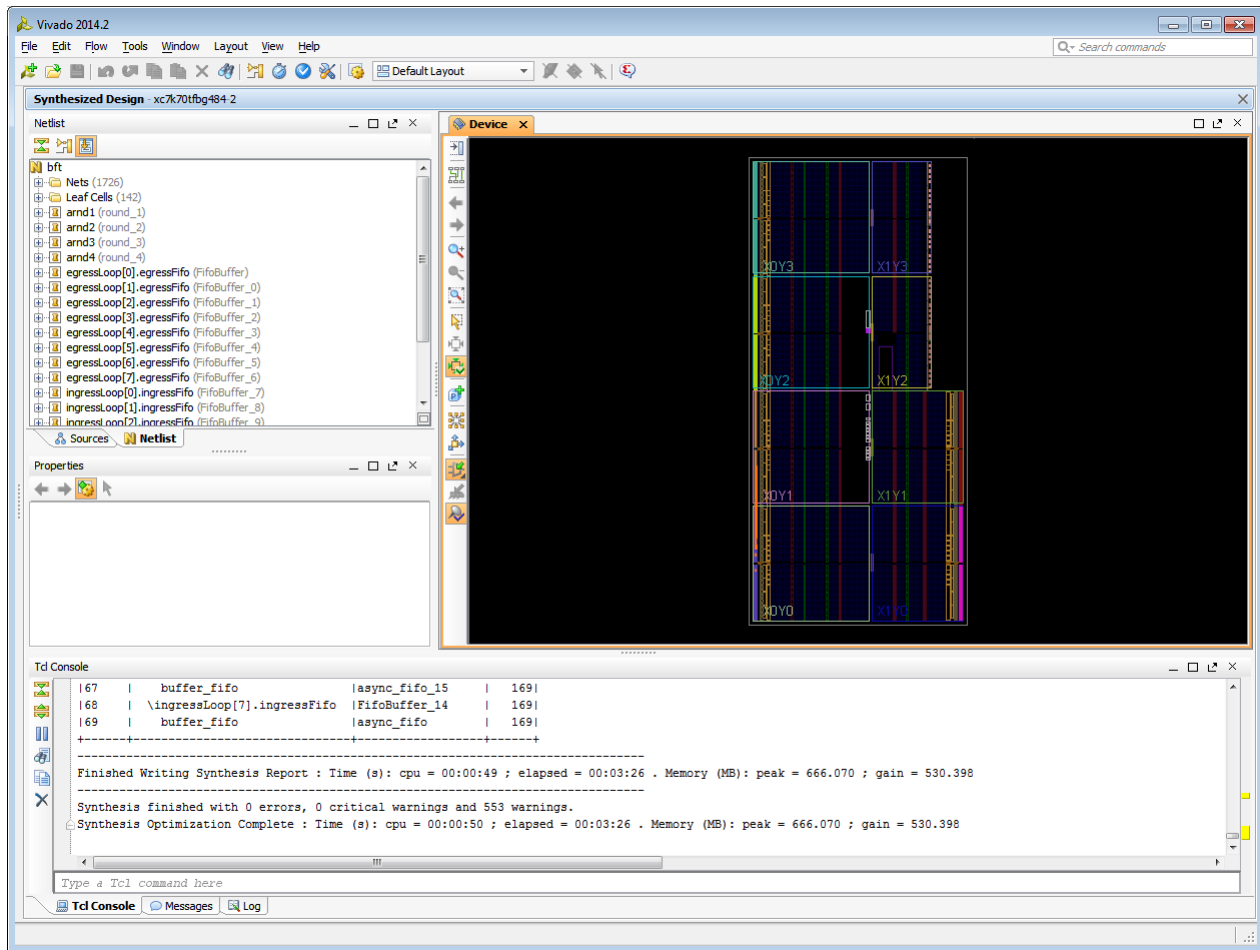 Vivado 2014.2
File Edit Flow Tools Window Layout View Help
Search commands
Default Layout
Synthesized Design - xc7k70tfbg484-2
Netlist
bft
Nets (1726)
Leaf Cells (142)
arnd1 (round_1)
arnd2 (round_2)
arnd3 (round_3)
arnd4 (round_4)
egressLoop[0].egressFifo (FifoBuffer)
egressLoop[1].egressFifo (FifoBuffer_0)
egressLoop[2].egressFifo (FifoBuffer_1)
egressLoop[3].egressFifo (FifoBuffer_2)
egressLoop[4].egressFifo (FifoBuffer_3)
egressLoop[5].egressFifo (FifoBuffer_4)
egressLoop[6].egressFifo (FifoBuffer_5)
egressLoop[7].egressFifo (FifoBuffer_6)
ingressLoop[0].ingressFifo (FifoBuffer_7)
ingressLoop[1].ingressFifo (FifoBuffer_8)
ingressLoop[2].ingressFifo (FifoBuffer_9)
Sources Netlist
Properties
Device
X0Y3 X1Y3
X0Y2 X1Y2
X0Y1 X1Y1
X0Y0 X1Y0
Tcl Console
|67 | buffer_fifo |async_fifo_15 | 169|
|68 | \ingressLoop[7].ingressFifo |FifoBuffer_14 | 169|
|69 | buffer_fifo |async_fifo | 169|
+------+------------------------------+------------------+------+
---------------------------------------------------------------------------------
Finished Writing Synthesis Report : Time (s): cpu = 00:00:49 ; elapsed = 00:03:26 . Memory (MB): peak = 666.070 ; gain = 530.398
---------------------------------------------------------------------------------
Synthesis finished with 0 errors, 0 critical warnings and 553 warnings.
Synthesis Optimization Complete : Time (s): cpu = 00:00:50 ; elapsed = 00:03:26 . Memory (MB): peak = 666.070 ; gain = 530.398
Type a Tcl command here
Tcl Console Messages Log